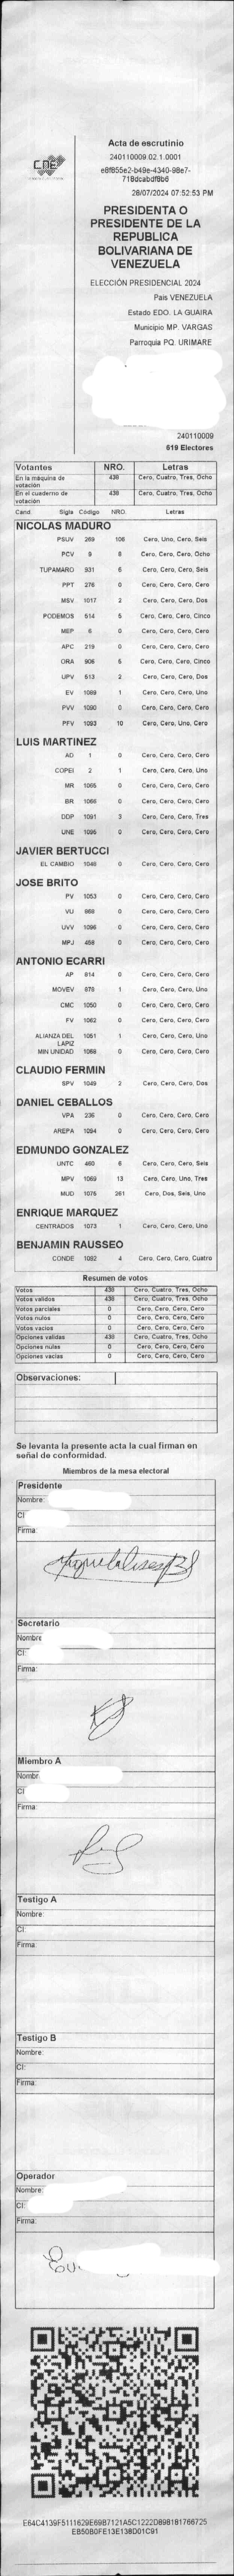 CNE
Acta de escrutinio
240110009.02.1.0001
e8f855e2-b49e-4340-98e7-
718dcabdf8b6
28/07/2024 07:52:53 PM
PRESIDENTA O
PRESIDENTE DE LA
REPUBLICA
BOLIVARIANA DE
VENEZUELA
ELECCIÓN PRESIDENCIAL 2024
País VENEZUELA
Estado EDO. LA GUAIRA
Municipio MP. VARGAS
Parroquia PQ. URIMARE
240110009
619 Electores
Votantes NRO. Letras
En la máquina de votación 438 Cero, Cuatro, Tres, Ocho
En el cuaderno de votación 438 Cero, Cuatro, Tres, Ocho
Cand. Sigla Código NRO. Letras
NICOLAS MADURO
PSUV 269 106 Cero, Uno, Cero, Seis
PCV 9 8 Cero, Cero, Cero, Ocho
TUPAMARO 931 6 Cero, Cero, Cero, Seis
PPT 276 0 Cero, Cero, Cero, Cero
MSV 1017 2 Cero, Cero, Cero, Dos
PODEMOS 514 5 Cero, Cero, Cero, Cinco
MEP 6 0 Cero, Cero, Cero, Cero
APC 219 0 Cero, Cero, Cero, Cero
ORA 906 5 Cero, Cero, Cero, Cinco
UPV 513 2 Cero, Cero, Cero, Dos
EV 1089 1 Cero, Cero, Cero, Uno
PVV 1090 0 Cero, Cero, Cero, Cero
PFV 1093 10 Cero, Cero, Uno, Cero
LUIS MARTINEZ
AD 1 0 Cero, Cero, Cero, Cero
COPEI 2 1 Cero, Cero, Cero, Uno
MR 1065 0 Cero, Cero, Cero, Cero
BR 1066 0 Cero, Cero, Cero, Cero
DDP 1091 3 Cero, Cero, Cero, Tres
UNE 1095 0 Cero, Cero, Cero, Cero
JAVIER BERTUCCI
EL CAMBIO 1048 0 Cero, Cero, Cero, Cero
JOSE BRITO
PV 1053 0 Cero, Cero, Cero, Cero
VU 868 0 Cero, Cero, Cero, Cero
UVV 1096 0 Cero, Cero, Cero, Cero
MPJ 458 0 Cero, Cero, Cero, Cero
ANTONIO ECARRI
AP 814 0 Cero, Cero, Cero, Cero
MOVEV 878 1 Cero, Cero, Cero, Uno
CMC 1050 0 Cero, Cero, Cero, Cero
FV 1062 0 Cero, Cero, Cero, Cero
ALIANZA DEL LAPIZ 1051 1 Cero, Cero, Cero, Uno
MIN UNIDAD 1068 0 Cero, Cero, Cero, Cero
CLAUDIO FERMIN
SPV 1049 2 Cero, Cero, Cero, Dos
DANIEL CEBALLOS
VPA 236 0 Cero, Cero, Cero, Cero
AREPA 1094 0 Cero, Cero, Cero, Cero
EDMUNDO GONZALEZ
UNTC 460 6 Cero, Cero, Cero, Seis
MPV 1069 13 Cero, Cero, Uno, Tres
MUD 1075 261 Cero, Dos, Seis, Uno
ENRIQUE MARQUEZ
CENTRADOS 1073 1 Cero, Cero, Cero, Uno
BENJAMIN RAUSSEO
CONDE 1082 4 Cero, Cero, Cero, Cuatro
Resumen de votos
Votos 438 Cero, Cuatro, Tres, Ocho
Votos validos 438 Cero, Cuatro, Tres, Ocho
Votos parciales 0 Cero, Cero, Cero, Cero
Votos nulos 0 Cero, Cero, Cero, Cero
Votos vacios 0 Cero, Cero, Cero, Cero
Opciones validas 438 Cero, Cuatro, Tres, Ocho
Opciones nulas 0 Cero, Cero, Cero, Cero
Opciones vacias 0 Cero, Cero, Cero, Cero
Observaciones:
Se levanta la presente acta la cual firman en
señal de conformidad.
Miembros de la mesa electoral
Presidente
Nombre:
CI
Firma:
Secretario
Nombre
CI:
Firma:
Miembro A
Nombr
CI
Firma:
Testigo A
Nombre:
CI:
Firma:
Testigo B
Nombre:
CI:
Firma:
Operador
Nombre:
CI:
Firma:
E64C4139F5111629E69B7121A5C1222D898181766725
EB50B0FE13E138D01C91